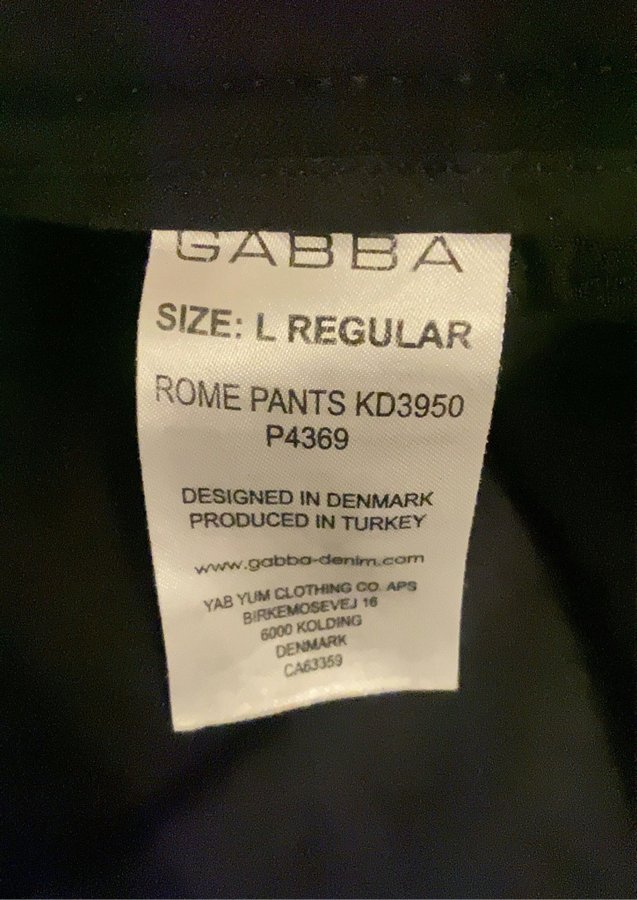 GABBA
SIZE: L REGULAR
ROME PANTS KD3950
P4369
DESIGNED IN DENMARK
PRODUCED IN TURKEY
www.gabba-denim.com
YAB YUM CLOTHING CO. APS
BIRKEMOSEVEJ 16
6000 KOLDING
DENMARK
CA63359